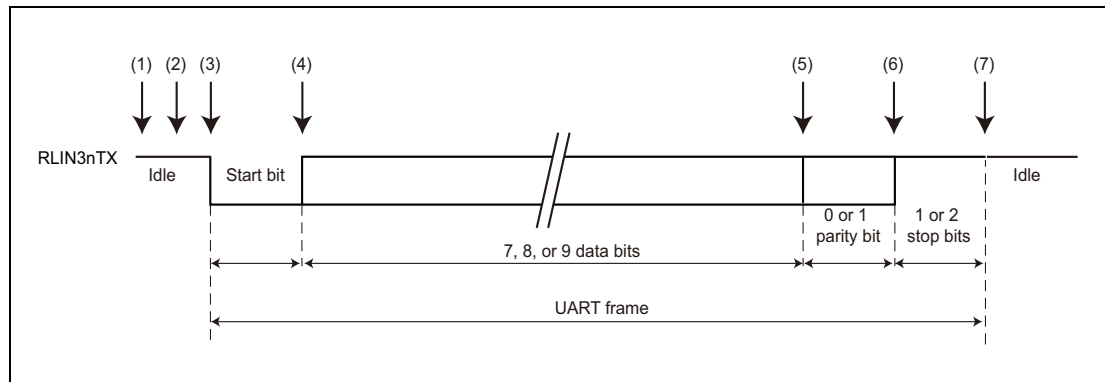 (1) (2) (3) (4) (5) (6) (7)
RLIN3nTX
Idle Start bit Idle
0 or 1 1 or 2
parity bit stop bits
7, 8, or 9 data bits
UART frame